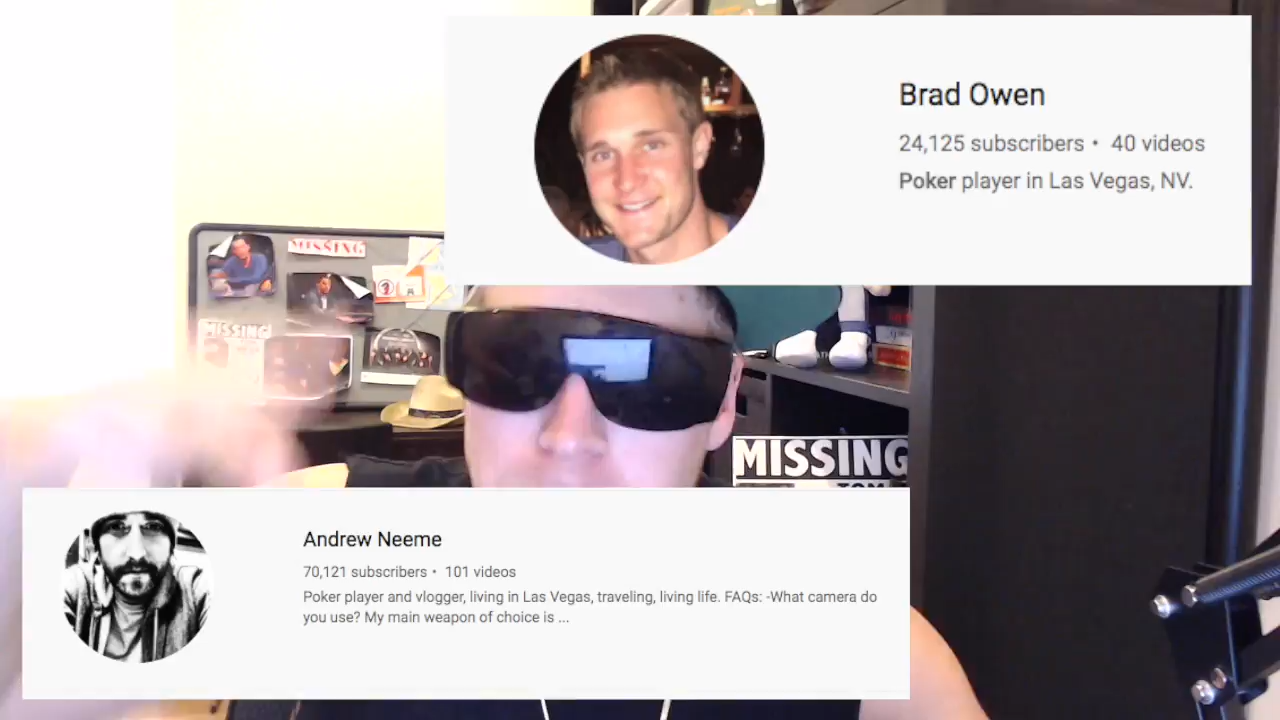 Brad Owen
24,125 subscribers • 40 videos
Poker player in Las Vegas, NV.
MISSING
MISSING
MISSING
TOM
Andrew Neeme
70,121 subscribers • 101 videos
Poker player and vlogger, living in Las Vegas, traveling, living life. FAQs: -What camera do
you use? My main weapon of choice is ...